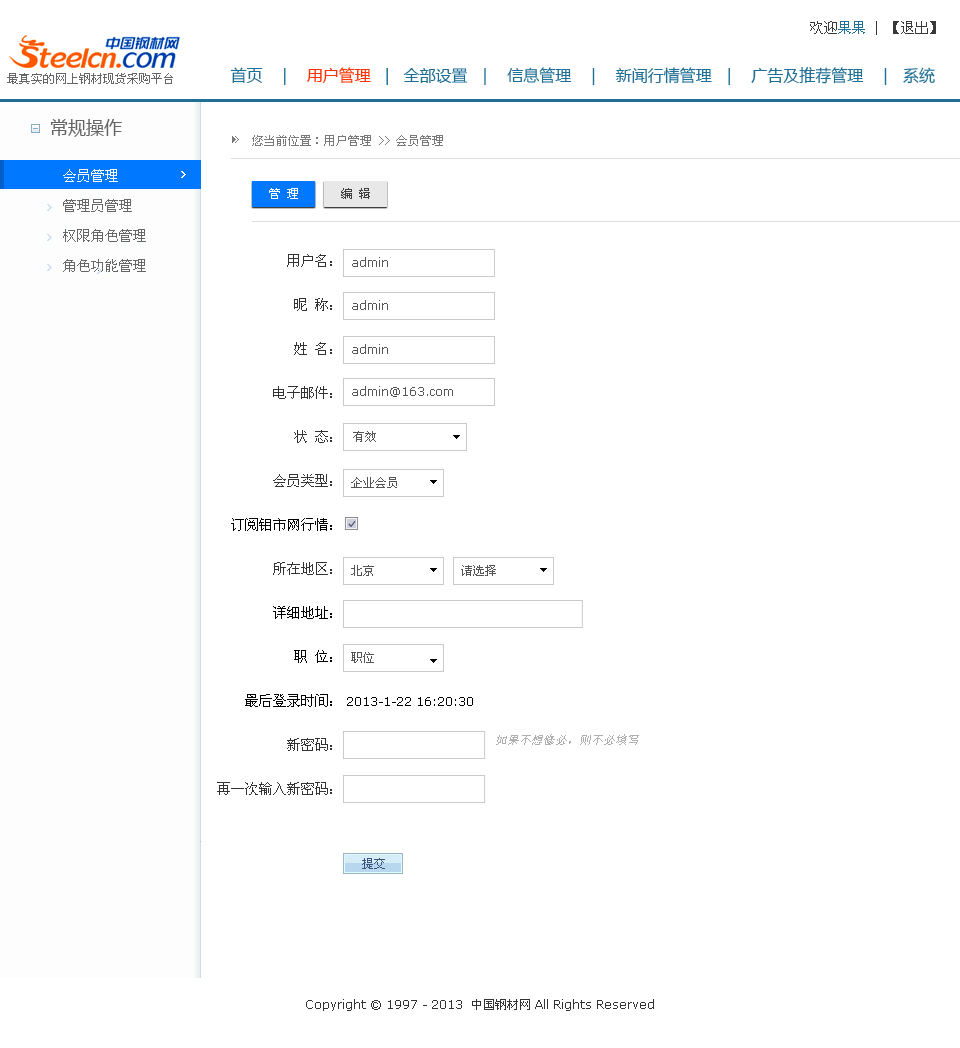 欢迎果果 | 【退出】
中国钢材网
Steelcn.com
最真实的网上钢材现货采购平台
首页 | 用户管理 | 全部设置 | 信息管理 | 新闻行情管理 | 广告及推荐管理 | 系统
常规操作
会员管理
管理员管理
权限角色管理
角色功能管理
您当前位置：用户管理 >> 会员管理
管 理 编 辑
用户名： admin
昵 称： admin
姓 名： admin
电子邮件： admin@163.com
状 态： 有效
会员类型： 企业会员
订阅钼市网行情：
所在地区： 北京 请选择
详细地址：
职 位： 职位
最后登录时间： 2013-1-22 16:20:30
新密码： 如果不想修必，则不必填写
再一次输入新密码：
提交
Copyright © 1997 - 2013 中国钢材网 All Rights Reserved